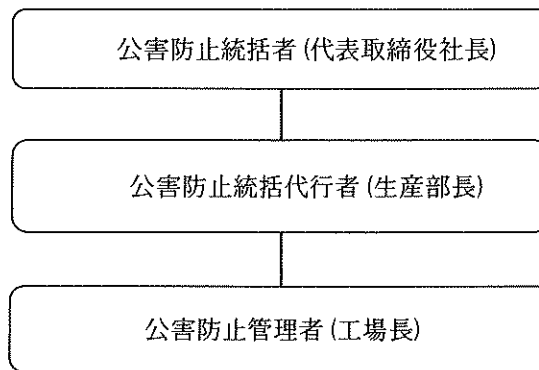 公害防止統括者(代表取締役社長)
公害防止統括代行者(生産部長)
公害防止管理者(工場長)